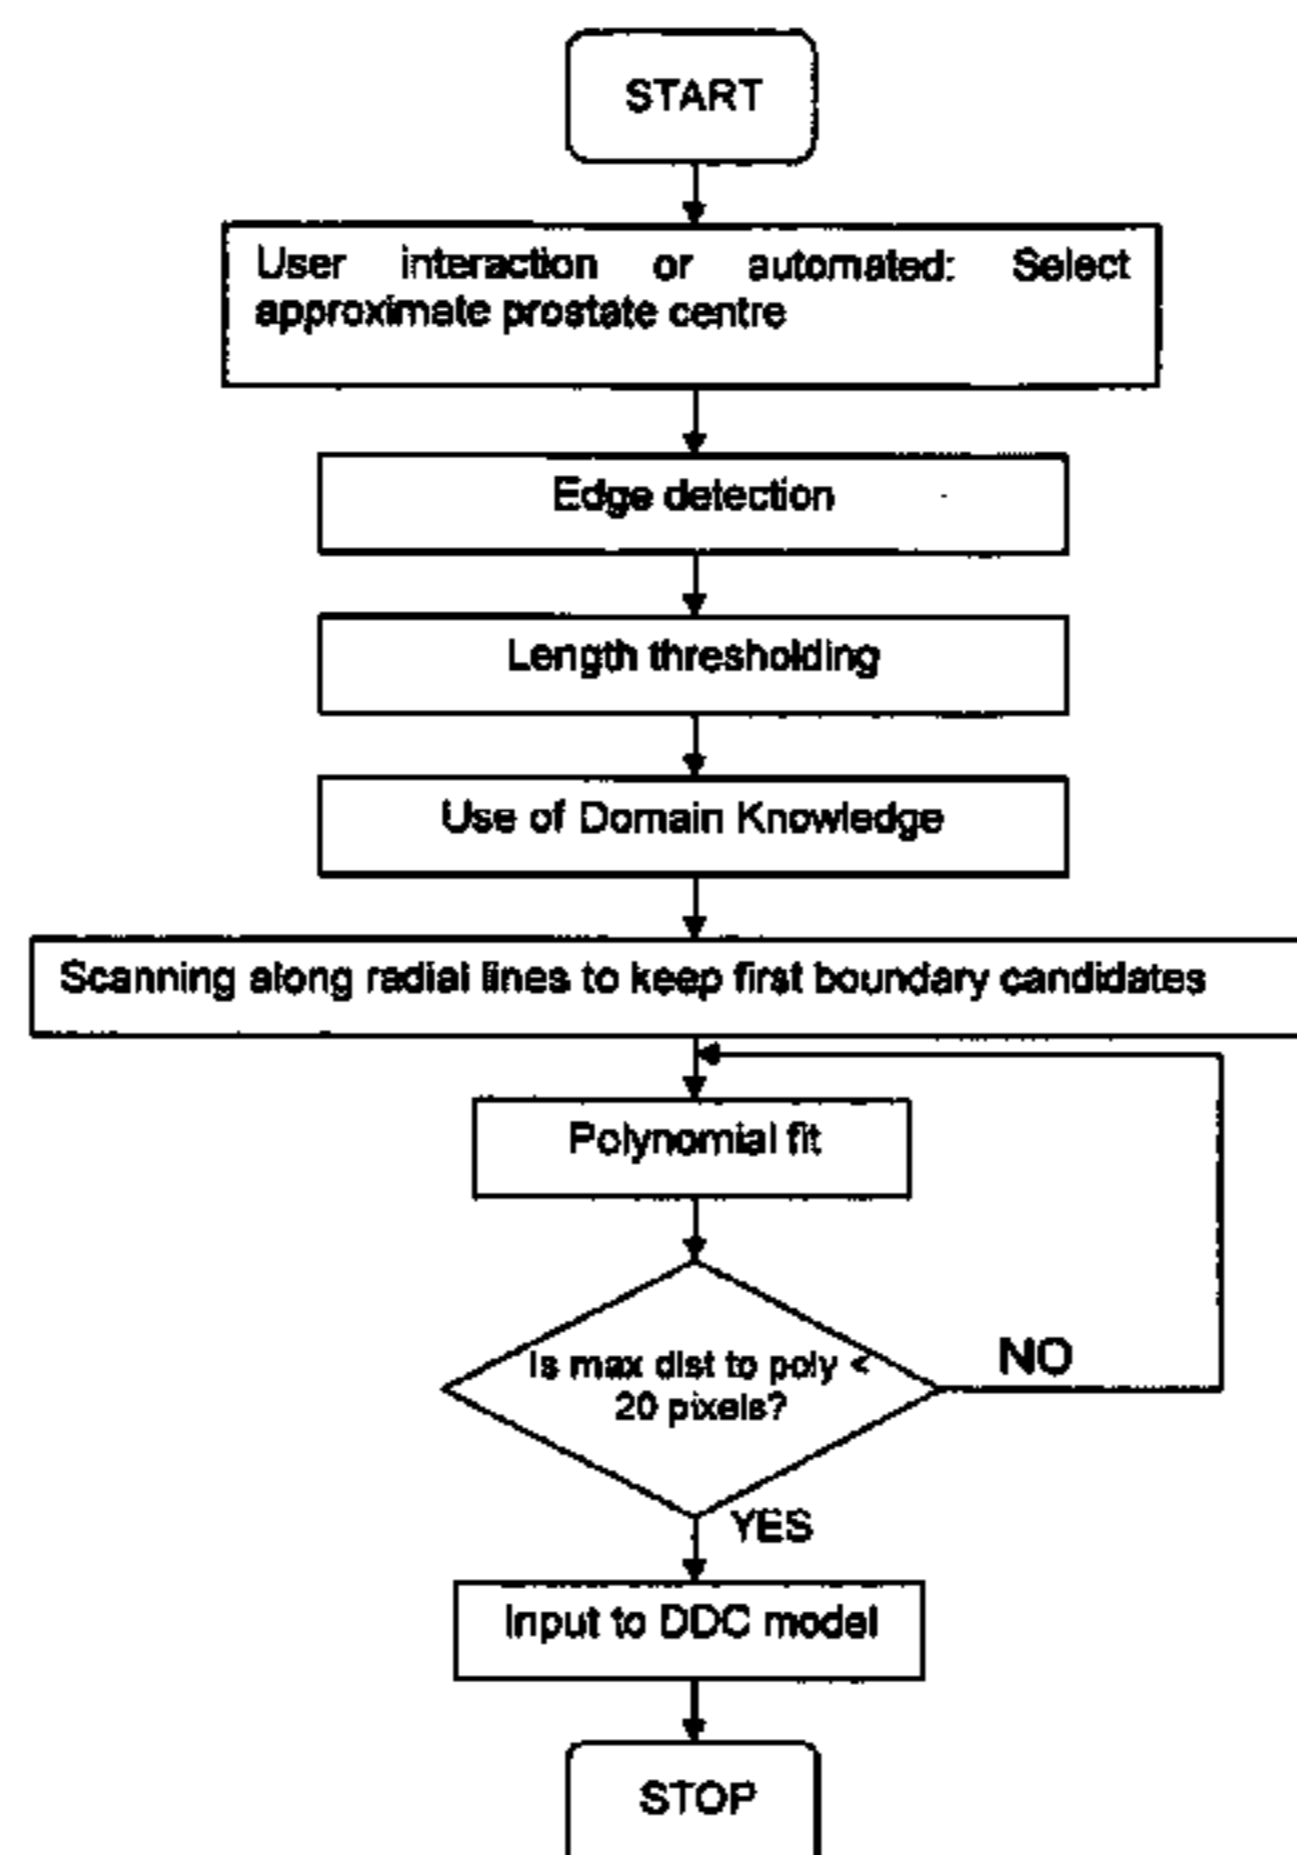 START
User interaction or automated: Select
approximate prostate centre
Edge detection
Length thresholding
Use of Domain Knowledge
Scanning along radial lines to keep first boundary candidates
Polynomial fit
Is max dist to poly <
20 pixels?
NO
YES
Input to DDC model
STOP